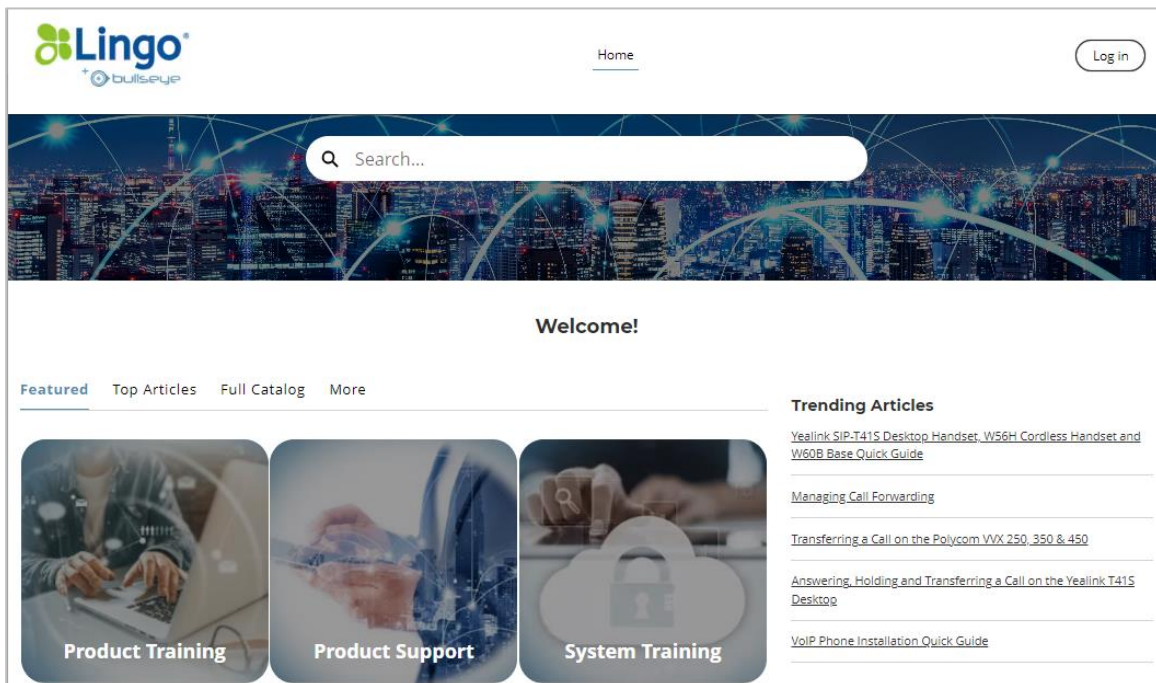 Lingo®
+ bullseye
Home
Log in
Search...
Welcome!
Featured Top Articles Full Catalog More
Product Training
Product Support
System Training
Trending Articles
Yealink SIP-T41S Desktop Handset, W56H Cordless Handset and
W60B Base Quick Guide
Managing Call Forwarding
Transferring a Call on the Polycom VVX 250, 350 & 450
Answering, Holding and Transferring a Call on the Yealink T41S
Desktop
VoIP Phone Installation Quick Guide